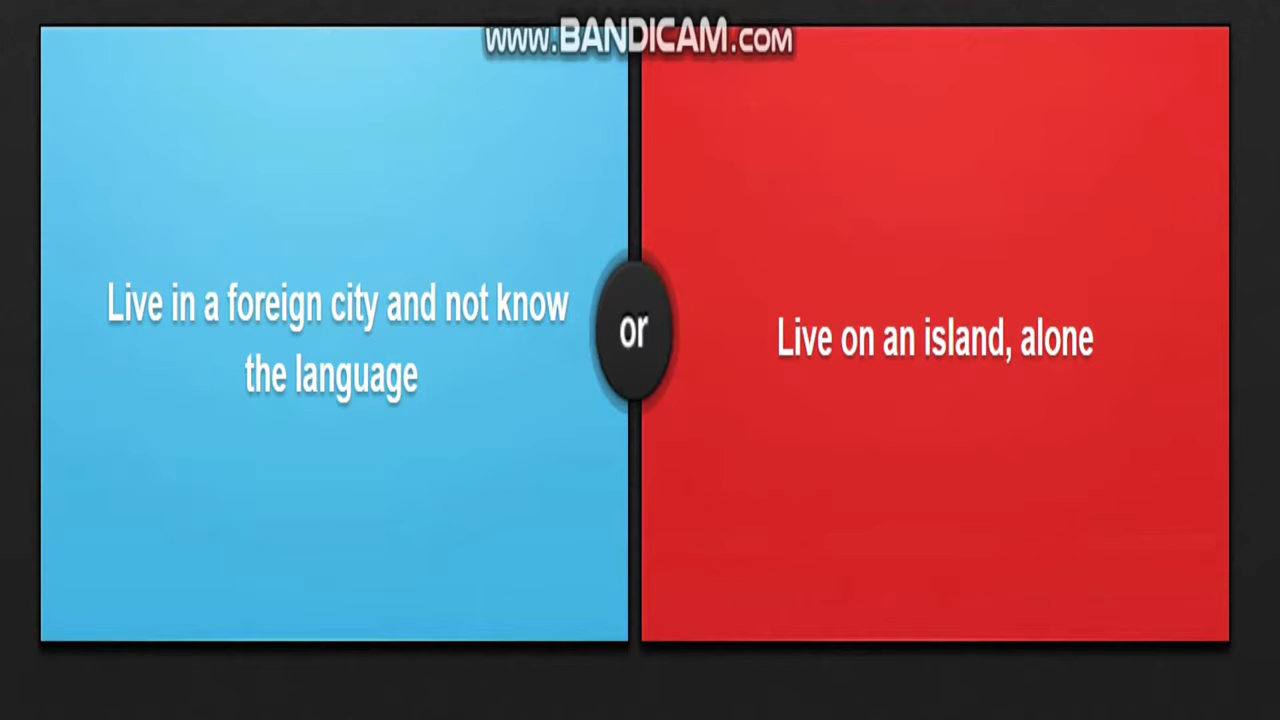 www.BANDICAM.com
Live in a foreign city and not know
the language
or
Live on an island, alone